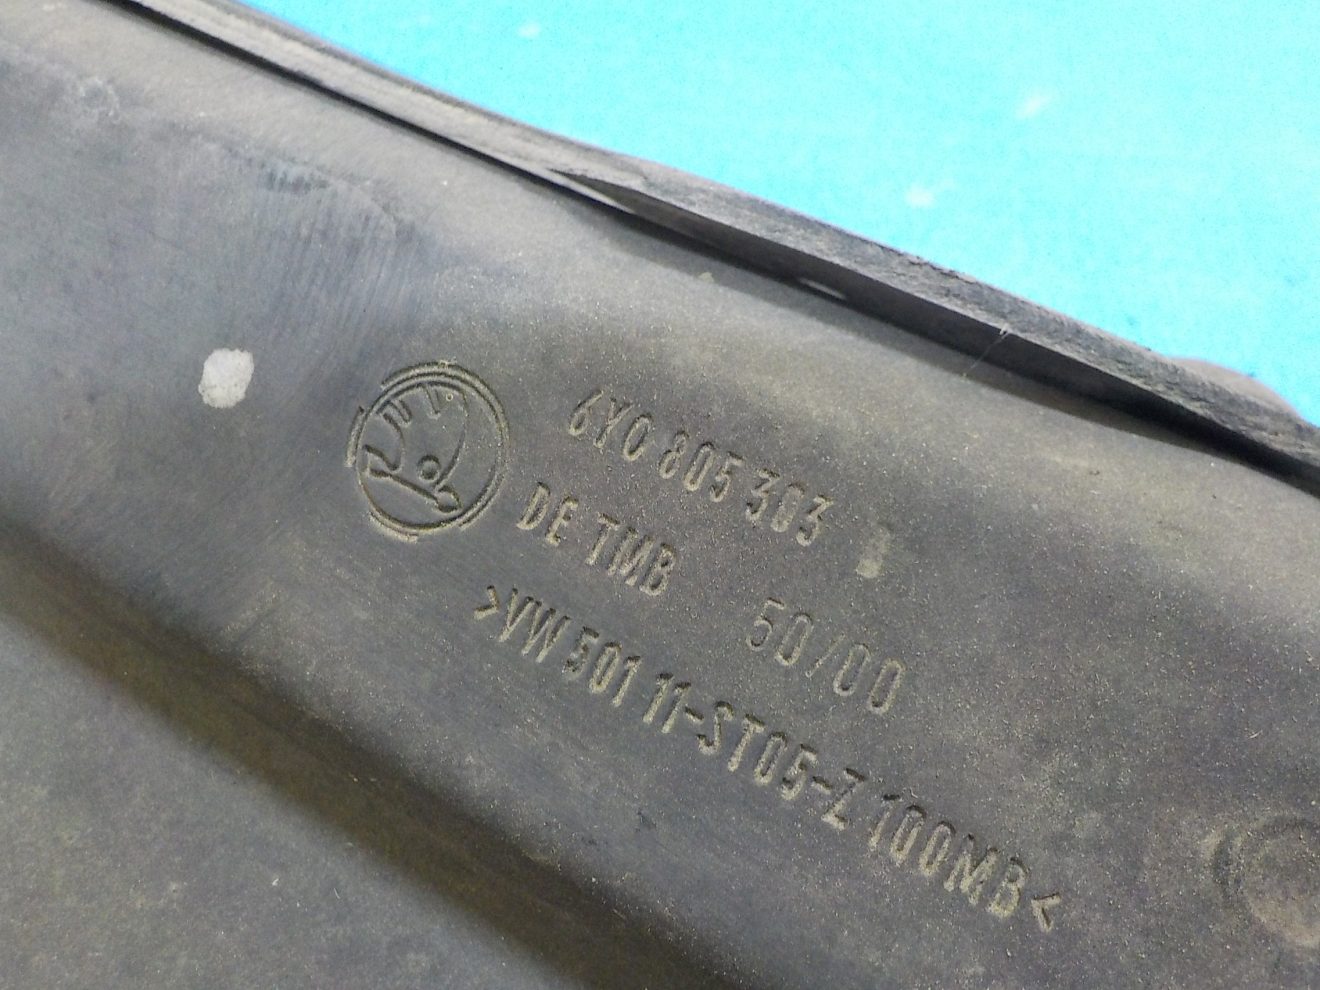 6Y0 805 303
DE TMB 50/00
>VW 501 11-ST05-Z 100MB<